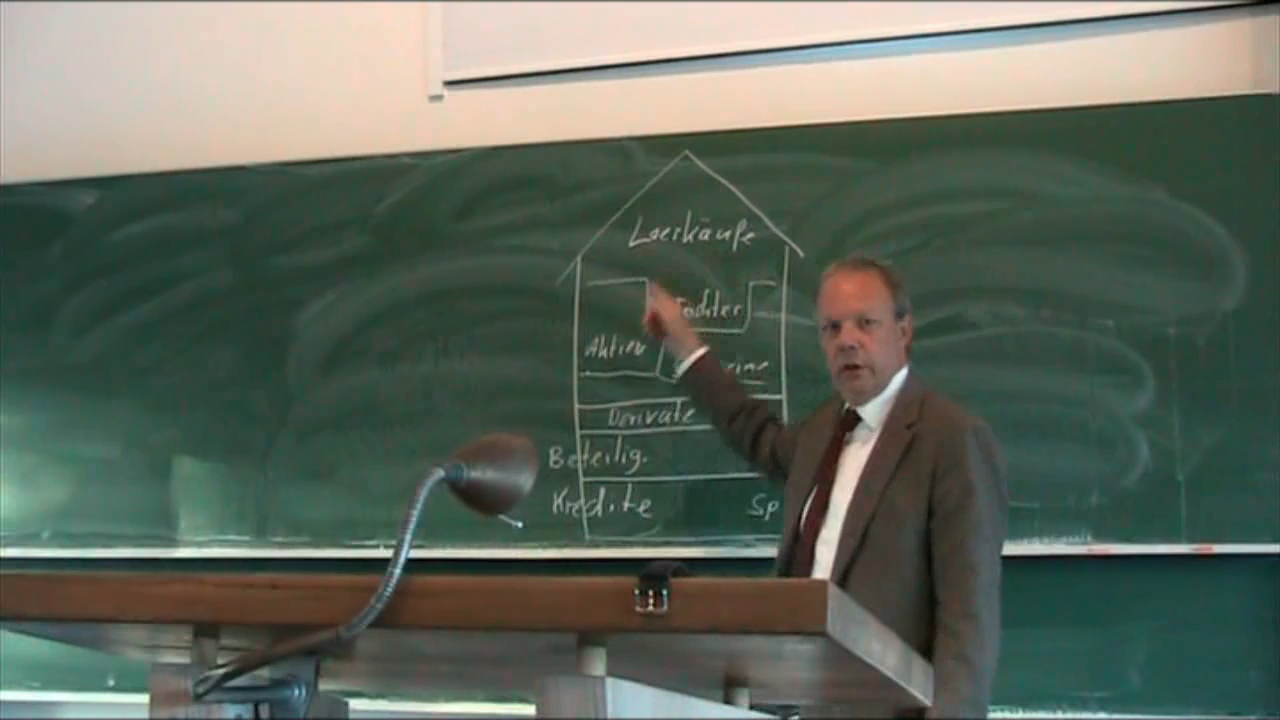 Leerkäufe
Töchter
Aktien
Derivate
Beteilig.
Kredite Sp